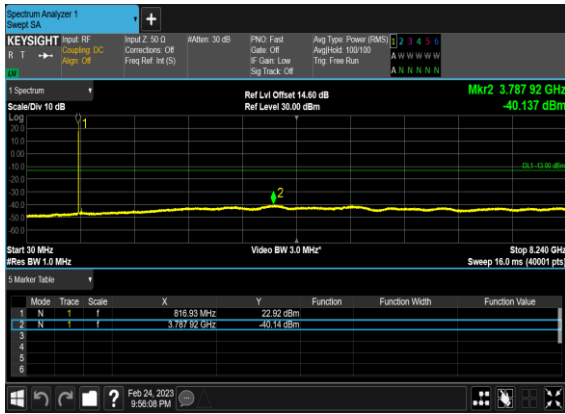 Spectrum Analyzer 1
Swept SA
+
KEYSIGHT Input: RF Input Z: 50 Ω #Atten: 30 dB PNO: Fast Avg Type: Power (RMS) 1 2 3 4 5 6
R T Coupling: DC Corrections: Off Gate: Off Avg|Hold: 100/100 A W W W W W
Align: Off Freq Ref: Int (S) IF Gain: Low Trig: Free Run
Sig Track: Off A N N N N N
1 Spectrum
Ref Lvl Offset 14.60 dB Mkr2 3.787 92 GHz
Scale/Div 10 dB Ref Level 30.00 dBm -40.137 dBm
Log
1
20.0
10.0
0.00
-10.0
DL1 -13.00 dBm
-20.0
-30.0
2
-40.0
-50.0
-60.0
Start 30 MHz Video BW 3.0 MHz* Stop 8.240 GHz
#Res BW 1.0 MHz Sweep 16.0 ms (40001 pts)
5 Marker Table
Mode Trace Scale X Y Function Function Width Function Value
1 N 1 f 816.93 MHz 22.92 dBm
2 N 1 f 3.787 92 GHz -40.14 dBm
3
4
5
6
? Feb 24, 2023
9:56:08 PM